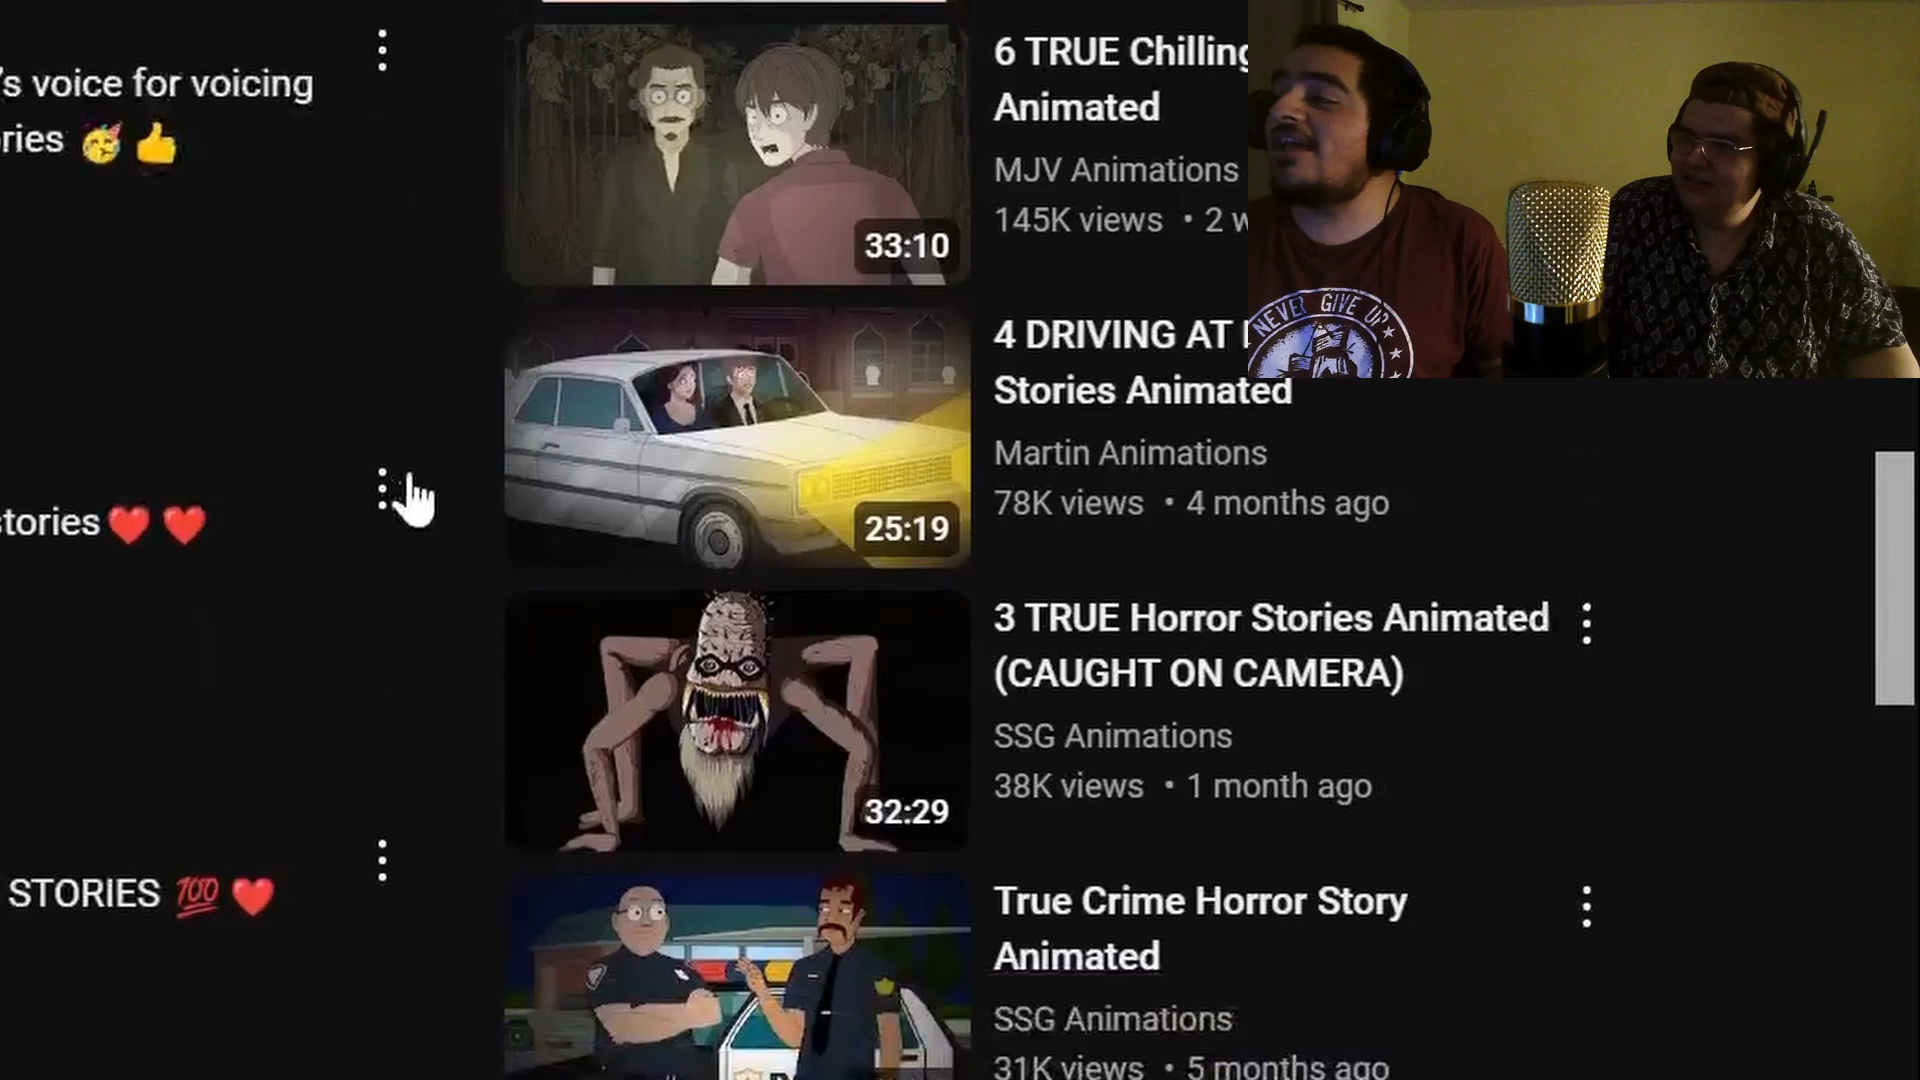 's voice for voicing
ries 🥳 👍
stories ❤️ ❤️
STORIES 💯 ❤️
33:10
6 TRUE Chilling
Animated
MJV Animations
145K views • 2 w
25:19
4 DRIVING AT
Stories Animated
Martin Animations
78K views • 4 months ago
32:29
3 TRUE Horror Stories Animated
(CAUGHT ON CAMERA)
SSG Animations
38K views • 1 month ago
True Crime Horror Story
Animated
SSG Animations
31K views • 5 months ago
NEVER GIVE UP